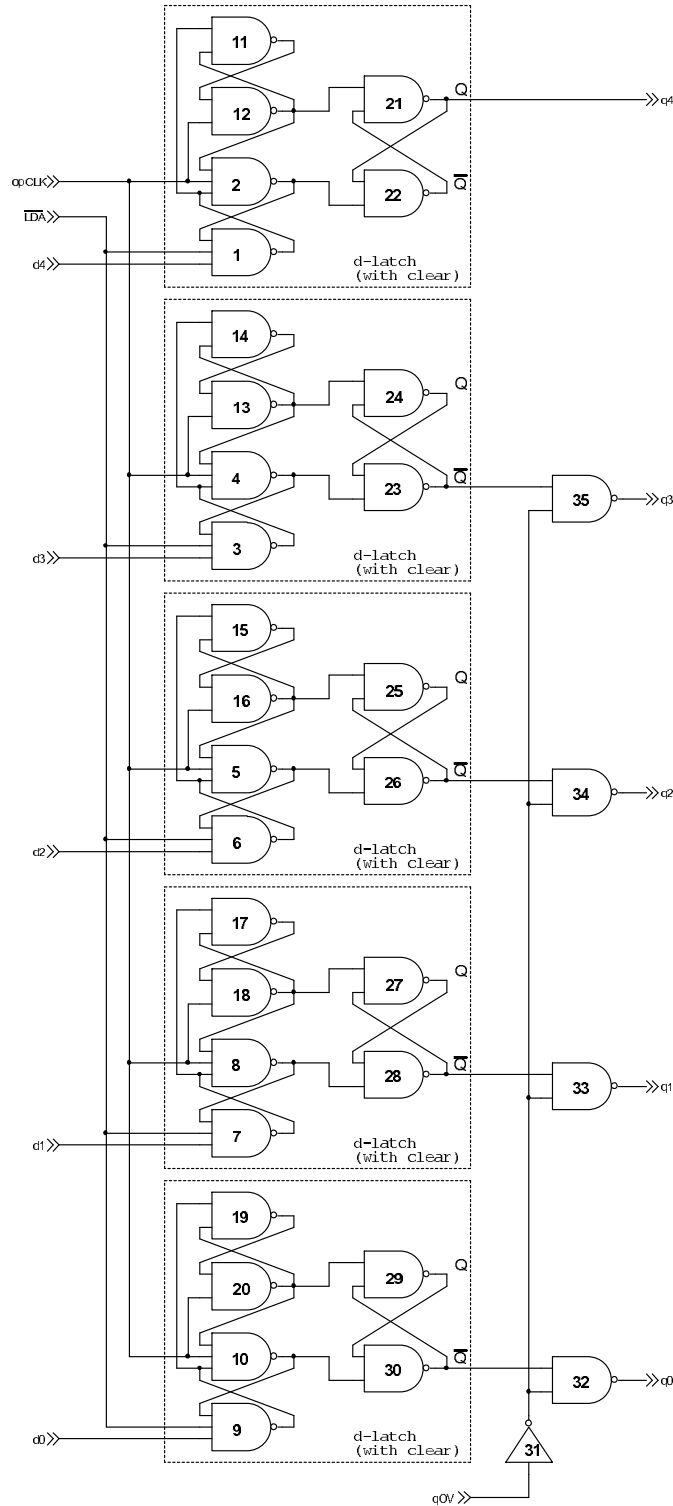 11
Q
12
21
q4
opCLK
2
22
Q
LDA
1
d-latch
(with clear)
d4
14
Q
13
24
4
Q
23
35
q3
3
d-latch
(with clear)
d3
15
Q
16
25
5
Q
26
34
q2
6
d-latch
(with clear)
d2
17
Q
18
27
8
Q
28
33
q1
7
d-latch
(with clear)
d1
19
Q
20
29
10
Q
30
32
q0
9
d-latch
(with clear)
d0
31
qOV